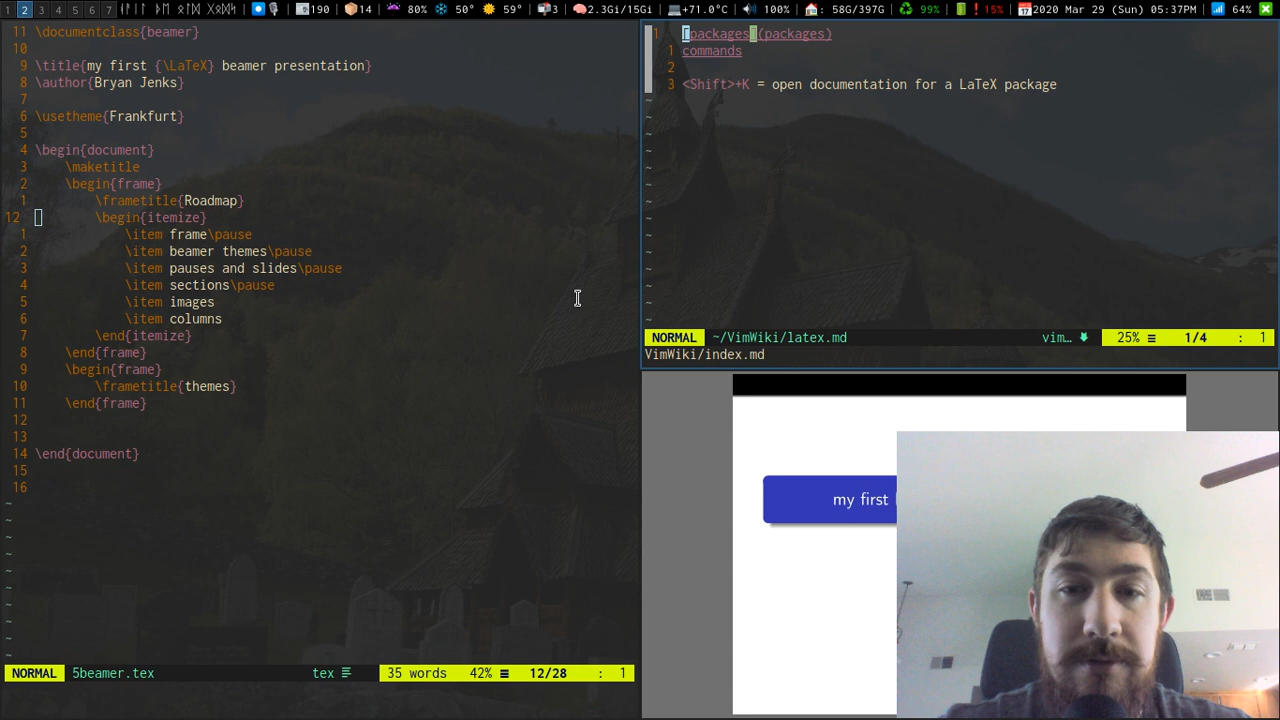 1 2 3 4 5 6 7
190 14 80% 50° 59° 3 2.3Gi/15Gi +71.0°C 100% : 58G/397G 99% 15% 2020 Mar 29 (Sun) 05:37PM 64%
11 \documentclass{beamer}
10
9 \title{my first {\LaTeX} beamer presentation}
8 \author{Bryan Jenks}
7
6 \usetheme{Frankfurt}
5
4 \begin{document}
3 \maketitle
2 \begin{frame}
1 \frametitle{Roadmap}
12 \begin{itemize}
1 \item frame\pause
2 \item beamer themes\pause
3 \item pauses and slides\pause
4 \item sections\pause
5 \item images
6 \item columns
7 \end{itemize}
8 \end{frame}
9 \begin{frame}
10 \frametitle{themes}
11 \end{frame}
12
13
14 \end{document}
15
16
~
~
~
~
~
~
~
~
~
~
NORMAL 5beamer.tex tex 35 words 42% 12/28 : 1
1 [packages](packages)
1 commands
2
3 <Shift>+K = open documentation for a LaTeX package
~
~
~
~
~
~
~
~
~
~
~
~
~
~
NORMAL ~/VimWiki/latex.md vim… 25% 1/4 : 1
VimWiki/index.md
my first